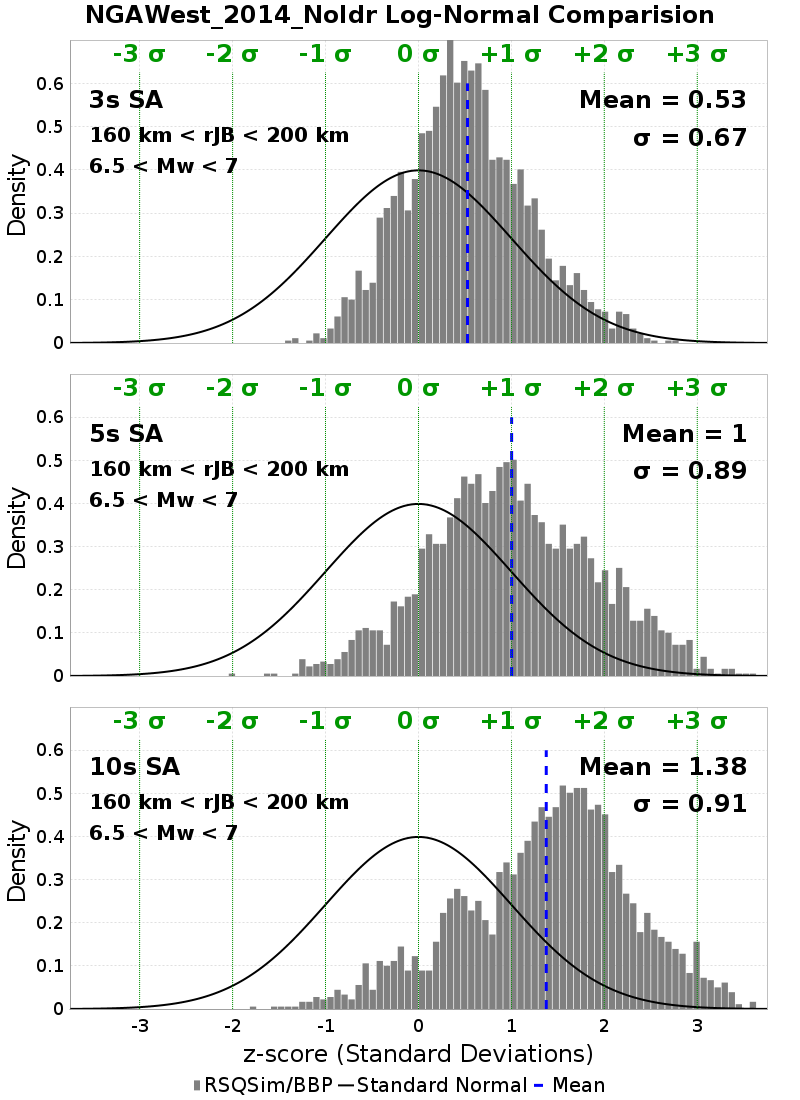 NGAWest_2014_NoIdr Log-Normal Comparision
-3 σ -2 σ -1 σ 0 σ +1 σ +2 σ +3 σ
3s SA
160 km < rJB < 200 km
6.5 < Mw < 7
Mean = 0.53
σ = 0.67
Density
0.6
0.5
0.4
0.3
0.2
0.1
0
-3 σ -2 σ -1 σ 0 σ +1 σ +2 σ +3 σ
5s SA
160 km < rJB < 200 km
6.5 < Mw < 7
Mean = 1
σ = 0.89
Density
0.6
0.5
0.4
0.3
0.2
0.1
0
-3 σ -2 σ -1 σ 0 σ +1 σ +2 σ +3 σ
10s SA
160 km < rJB < 200 km
6.5 < Mw < 7
Mean = 1.38
σ = 0.91
Density
0.6
0.5
0.4
0.3
0.2
0.1
0
-3 -2 -1 0 1 2 3
z-score (Standard Deviations)
RSQSim/BBP Standard Normal Mean